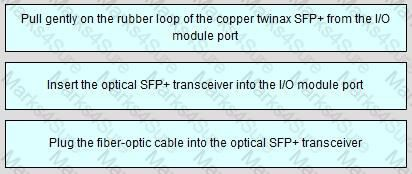 Pull gently on the rubber loop of the copper twinax SFP+ from the I/O
module port
Insert the optical SFP+ transceiver into the I/O module port
Plug the fiber-optic cable into the optical SFP+ transceiver